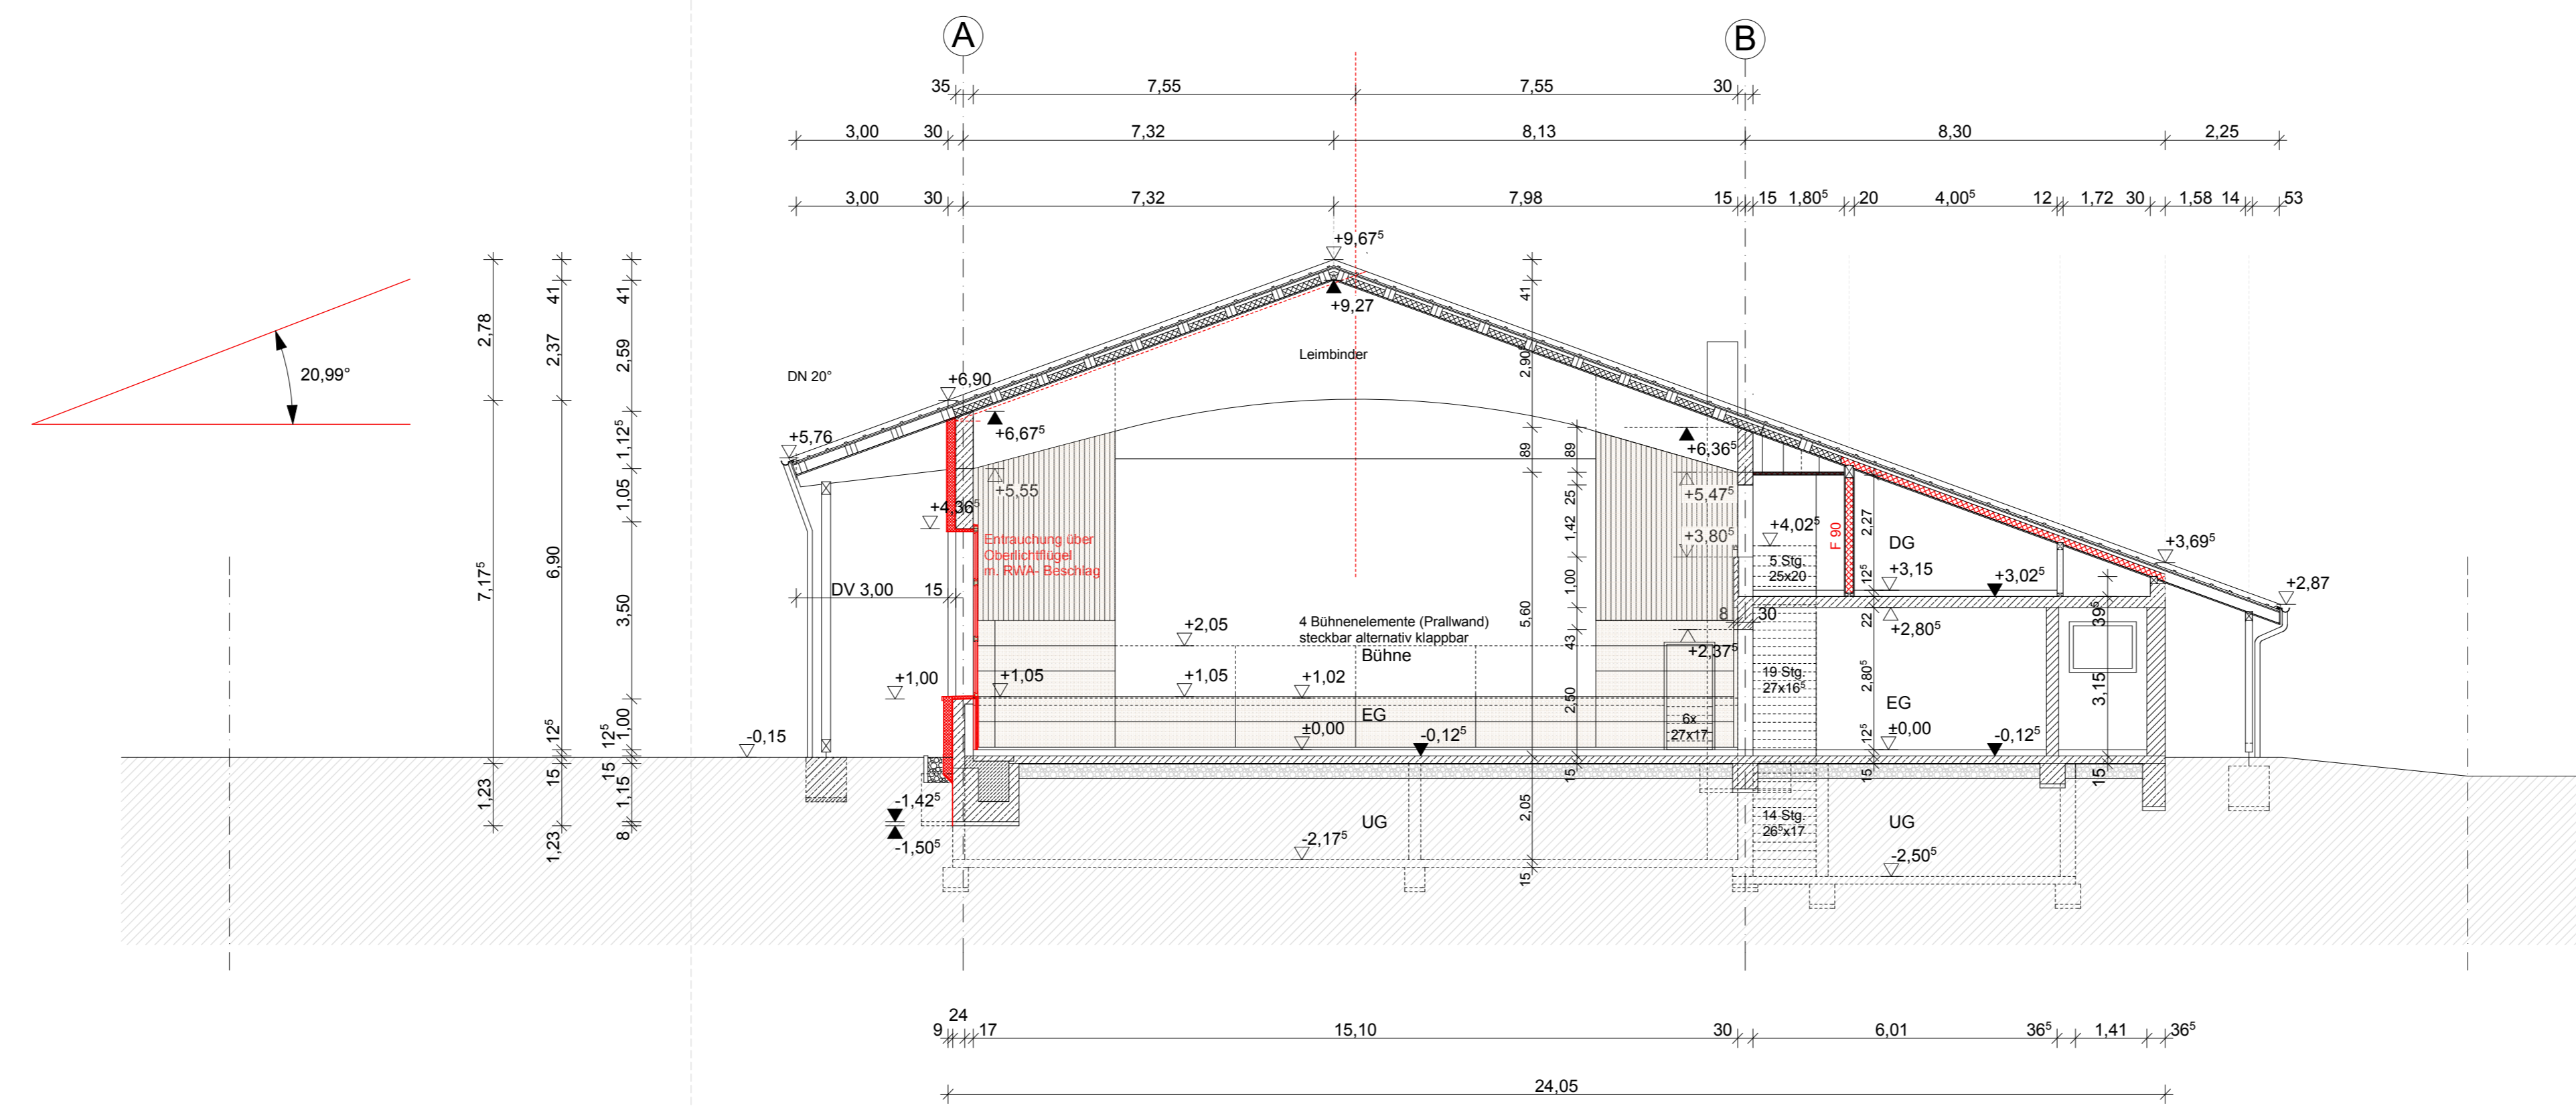 A
B
35 7,55 7,55 30
3,00 30 7,32 8,13 8,30 2,25
3,00 30 7,32 7,98 15 15 1,80⁵ 20 4,00⁵ 12 1,72 30 1,58 14 53
+9,67⁵
+9,27
Leimbinder
DN 20°
20,99°
2,78
7,17⁵
1,23
41
2,37
6,90
12⁵
15
1,23
41
2,59
1,12⁵
1,05
3,50
1,00
12⁵
15
1,15
8
+6,90
+5,76
+6,67⁵
+5,55
+4,36⁵
Entrauchung über
Oberlichtflügel
m. RWA- Beschlag
DV 3,00 15
+1,00
-0,15
-1,42⁵
-1,50⁵
+1,05
+2,05
+1,05
+1,02
4 Bühnenelemente (Prallwand)
steckbar alternativ klappbar
Bühne
EG
±0,00
-0,12⁵
UG
-2,17⁵
41
2,90⁵
89
5,60
2,05
15
89
25
1,42
1,00
43
2,50
15
+6,36⁵
+5,47⁵
+3,80⁵
8 30
+2,37⁵
6x
27x17
+4,02⁵
5 Stg.
25x20
19 Stg.
27x16⁵
14 Stg.
26⁵x17
F 90
2,27
12⁵
22
2,80⁵
12⁵
15
DG
+3,15
+3,02⁵
+2,80⁵
EG
±0,00
-0,12⁵
UG
-2,50⁵
39⁵
3,15
15
+3,69⁵
+2,87
24
9 17 15,10 30 6,01 36⁵ 1,41 36⁵
24,05